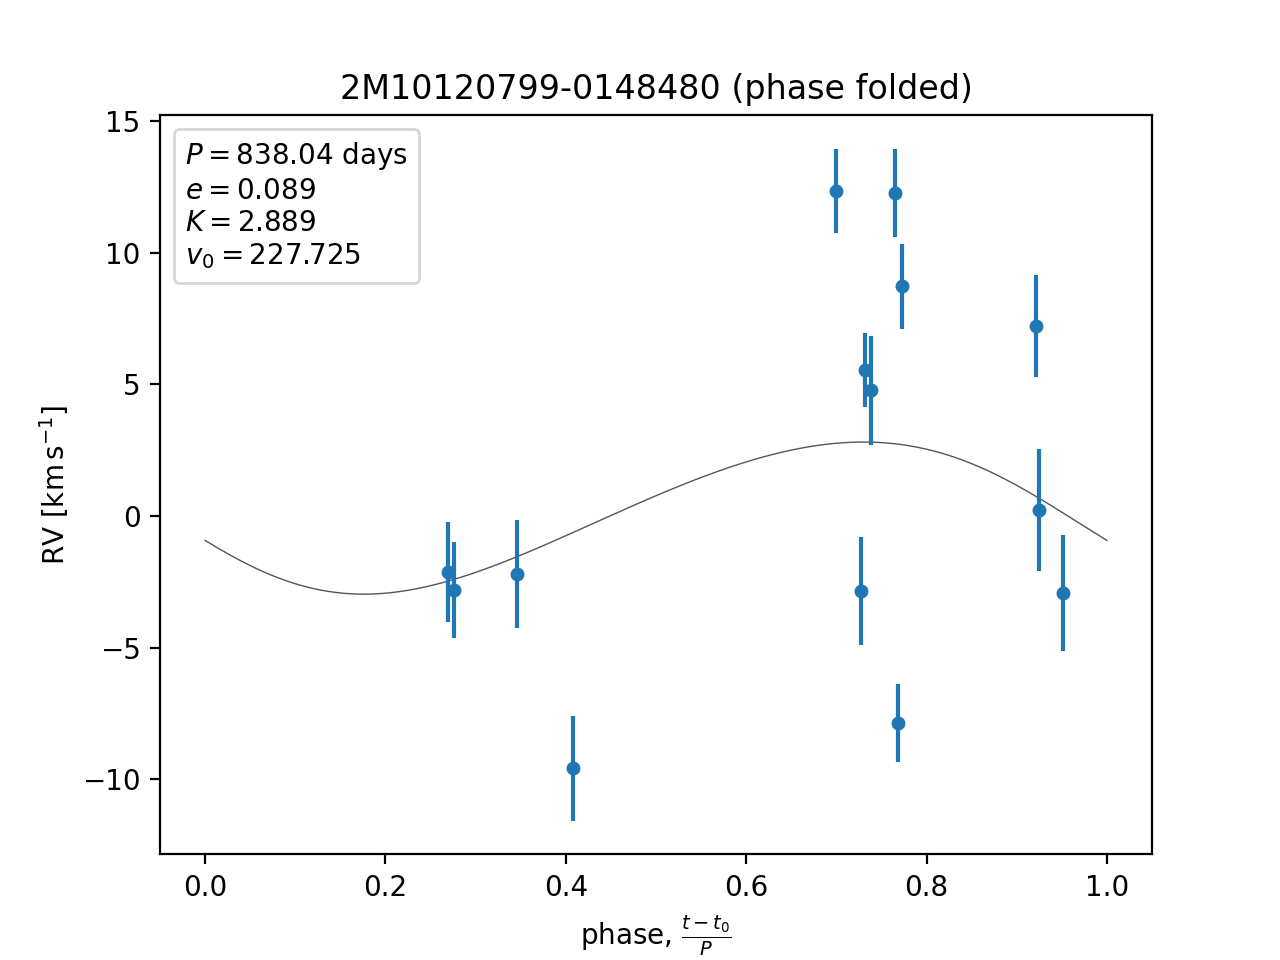 2M10120799-0148480 (phase folded)
P = 838.04 days
e = 0.089
K = 2.889
v₀ = 227.725
15
10
5
0
−5
−10
RV [km s⁻¹]
0.0 0.2 0.4 0.6 0.8 1.0
phase, (t − t₀)/P